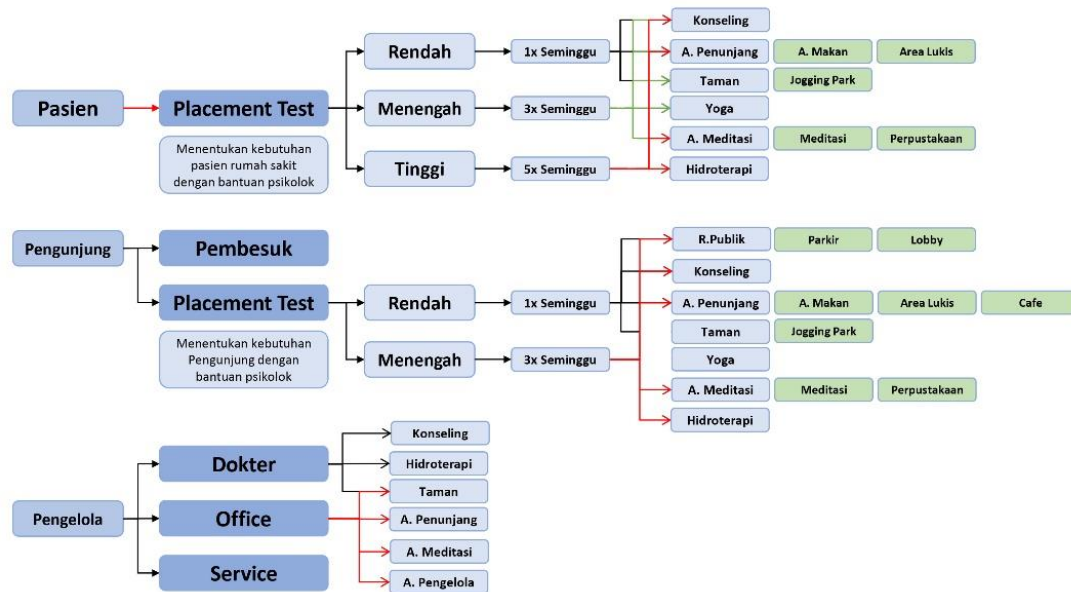 Konseling
Rendah
1x Seminggu
A. Penunjang
A. Makan
Area Lukis
Taman
Jogging Park
Pasien
Placement Test
Menengah
3x Seminggu
Yoga
Menentukan kebutuhan
pasien rumah sakit
dengan bantuan psikolok
A. Meditasi
Meditasi
Perpustakaan
Tinggi
5x Seminggu
Hidroterapi
Pengunjung
Pembesuk
R.Publik
Parkir
Lobby
Konseling
Placement Test
Rendah
1x Seminggu
A. Penunjang
A. Makan
Area Lukis
Cafe
Taman
Jogging Park
Menentukan kebutuhan
Pengunjung dengan
bantuan psikolok
Menengah
3x Seminggu
Yoga
A. Meditasi
Meditasi
Perpustakaan
Hidroterapi
Konseling
Dokter
Hidroterapi
Taman
Pengelola
Office
A. Penunjang
A. Meditasi
Service
A. Pengelola